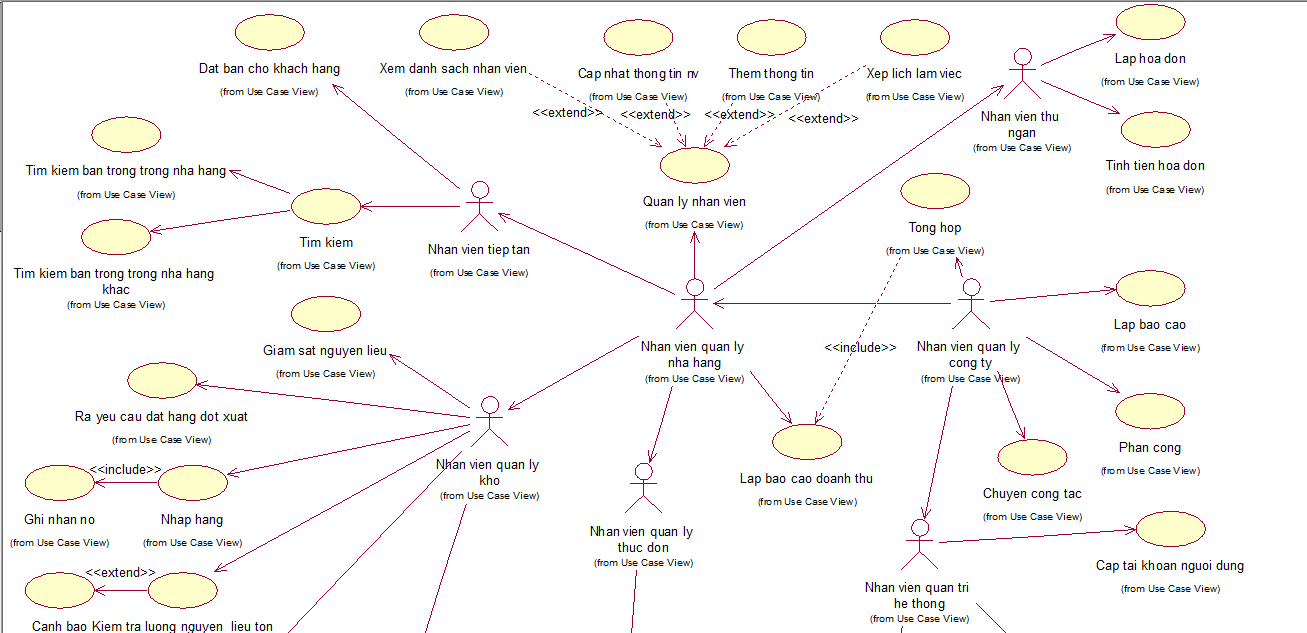 Dat ban cho khach hang
(from Use Case View)
Xem danh sach nhan vien
(from Use Case View)
Cap nhat thong tin nv
(from Use Case View)
Them thong tin
(from Use Case View)
Xep lich lam viec
(from Use Case View)
Lap hoa don
(from Use Case View)
<<extend>>
<<extend>>
<<extend>>
<<extend>>
Nhan vien thu
ngan
(from Use Case View)
Tinh tien hoa don
(from Use Case View)
Tim kiem ban trong trong nha hang
(from Use Case View)
Quan ly nhan vien
(from Use Case View)
Tong hop
(from Use Case View)
Tim kiem
(from Use Case View)
Nhan vien tiep tan
(from Use Case View)
Tim kiem ban trong trong nha hang
khac
(from Use Case View)
Lap bao cao
(from Use Case View)
Giam sat nguyen lieu
(from Use Case View)
Nhan vien quan ly
nha hang
(from Use Case View)
<<include>>
Nhan vien quan ly
cong ty
(from Use Case View)
Ra yeu cau dat hang dot xuat
(from Use Case View)
Phan cong
(from Use Case View)
<<include>>
Nhan vien quan ly
kho
(from Use Case View)
Lap bao cao doanh thu
(from Use Case View)
Chuyen cong tac
(from Use Case View)
Ghi nhan no
(from Use Case View)
Nhap hang
(from Use Case View)
Nhan vien quan ly
thuc don
(from Use Case View)
Cap tai khoan nguoi dung
(from Use Case View)
<<extend>>
Nhan vien quan tri
he thong
(from Use Case View)
Canh bao Kiem tra luong nguyen lieu ton